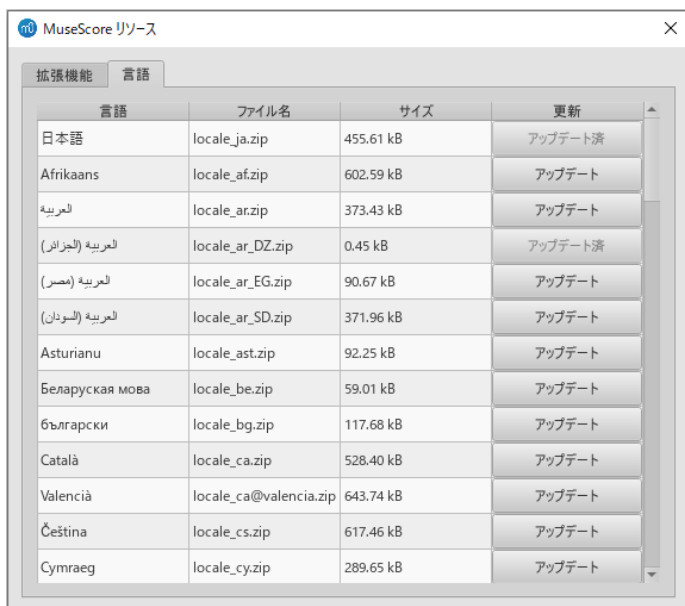 MuseScore リソース
拡張機能 言語
言語 ファイル名 サイズ 更新
日本語 locale_ja.zip 455.61 kB アップデート済
Afrikaans locale_af.zip 602.59 kB アップデート
العربية locale_ar.zip 373.43 kB アップデート
العربية (الجزائر) locale_ar_DZ.zip 0.45 kB アップデート済
العربية (مصر) locale_ar_EG.zip 90.67 kB アップデート
العربية (السودان) locale_ar_SD.zip 371.96 kB アップデート
Asturianu locale_ast.zip 92.25 kB アップデート
Беларуская мова locale_be.zip 59.01 kB アップデート
български locale_bg.zip 117.68 kB アップデート
Català locale_ca.zip 528.40 kB アップデート
Valencià locale_ca@valencia.zip 643.74 kB アップデート
Čeština locale_cs.zip 617.46 kB アップデート
Cymraeg locale_cy.zip 289.65 kB アップデート